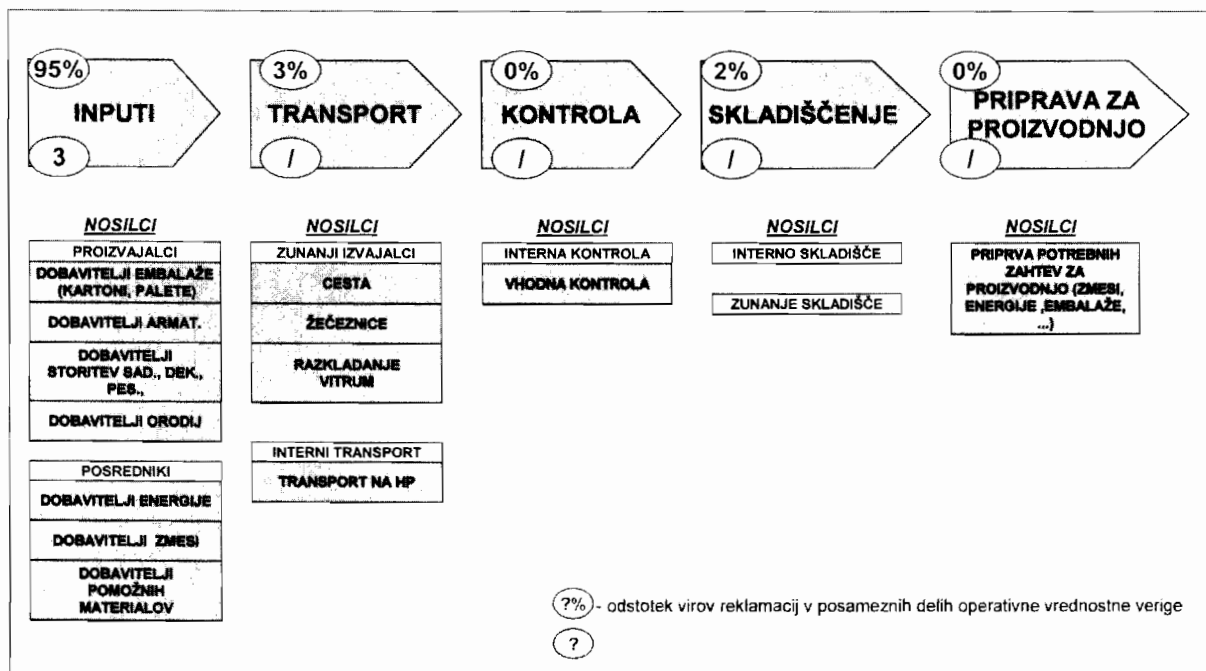 95%
INPUTI
3
3%
TRANSPORT
/
0%
KONTROLA
/
2%
SKLADIŠČENJE
/
0%
PRIPRAVA ZA
PROIZVODNJO
/
NOSILCI
PROIZVAJALCI
DOBAVITELJI EMBALAŽE
(KARTONI, PALETE)
DOBAVITELJI ARMAT.
DOBAVITELJI
STORITEV SAD., DEK.,
PES.,
DOBAVITELJI ORODIJ
POSREDNIKI
DOBAVITELJI ENERGIJE
DOBAVITELJI ZMESI
DOBAVITELJI
POMOŽNIH
MATERIALOV
NOSILCI
ZUNANJI IZVAJALCI
CESTA
ŽEČEZNICE
RAZKLADANJE
VITRUM
INTERNI TRANSPORT
TRANSPORT NA HP
NOSILCI
INTERNA KONTROLA
VHODNA KONTROLA
NOSILCI
INTERNO SKLADIŠČE
ZUNANJE SKLADIŠČE
NOSILCI
PRIPRVA POTREBNIH
ZAHTEV ZA
PROIZVODNJO (ZMESI,
ENERGIJE ,EMBALAŽE,
...)
?% - odstotek virov reklamacij v posameznih delih operativne vrednostne verige
?